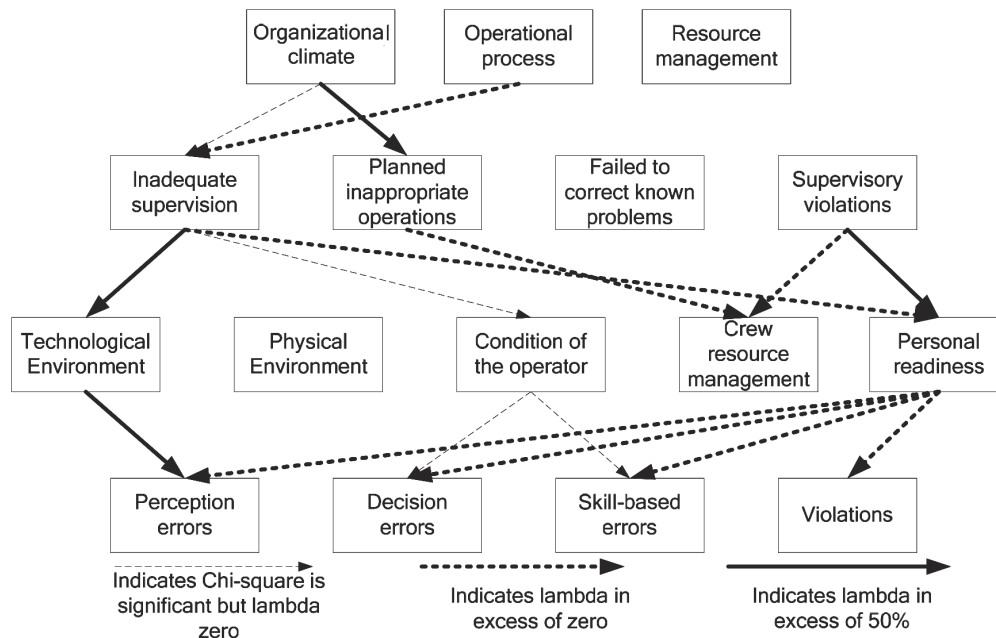 Organizational
climate
Operational
process
Resource
management
Inadequate
supervision
Planned
inappropriate
operations
Failed to
correct known
problems
Supervisory
violations
Technological
Environment
Physical
Environment
Condition of
the operator
Crew
resource
management
Personal
readiness
Perception
errors
Decision
errors
Skill-based
errors
Violations
Indicates Chi-square is
significant but lambda
zero
Indicates lambda in
excess of zero
Indicates lambda in
excess of 50%